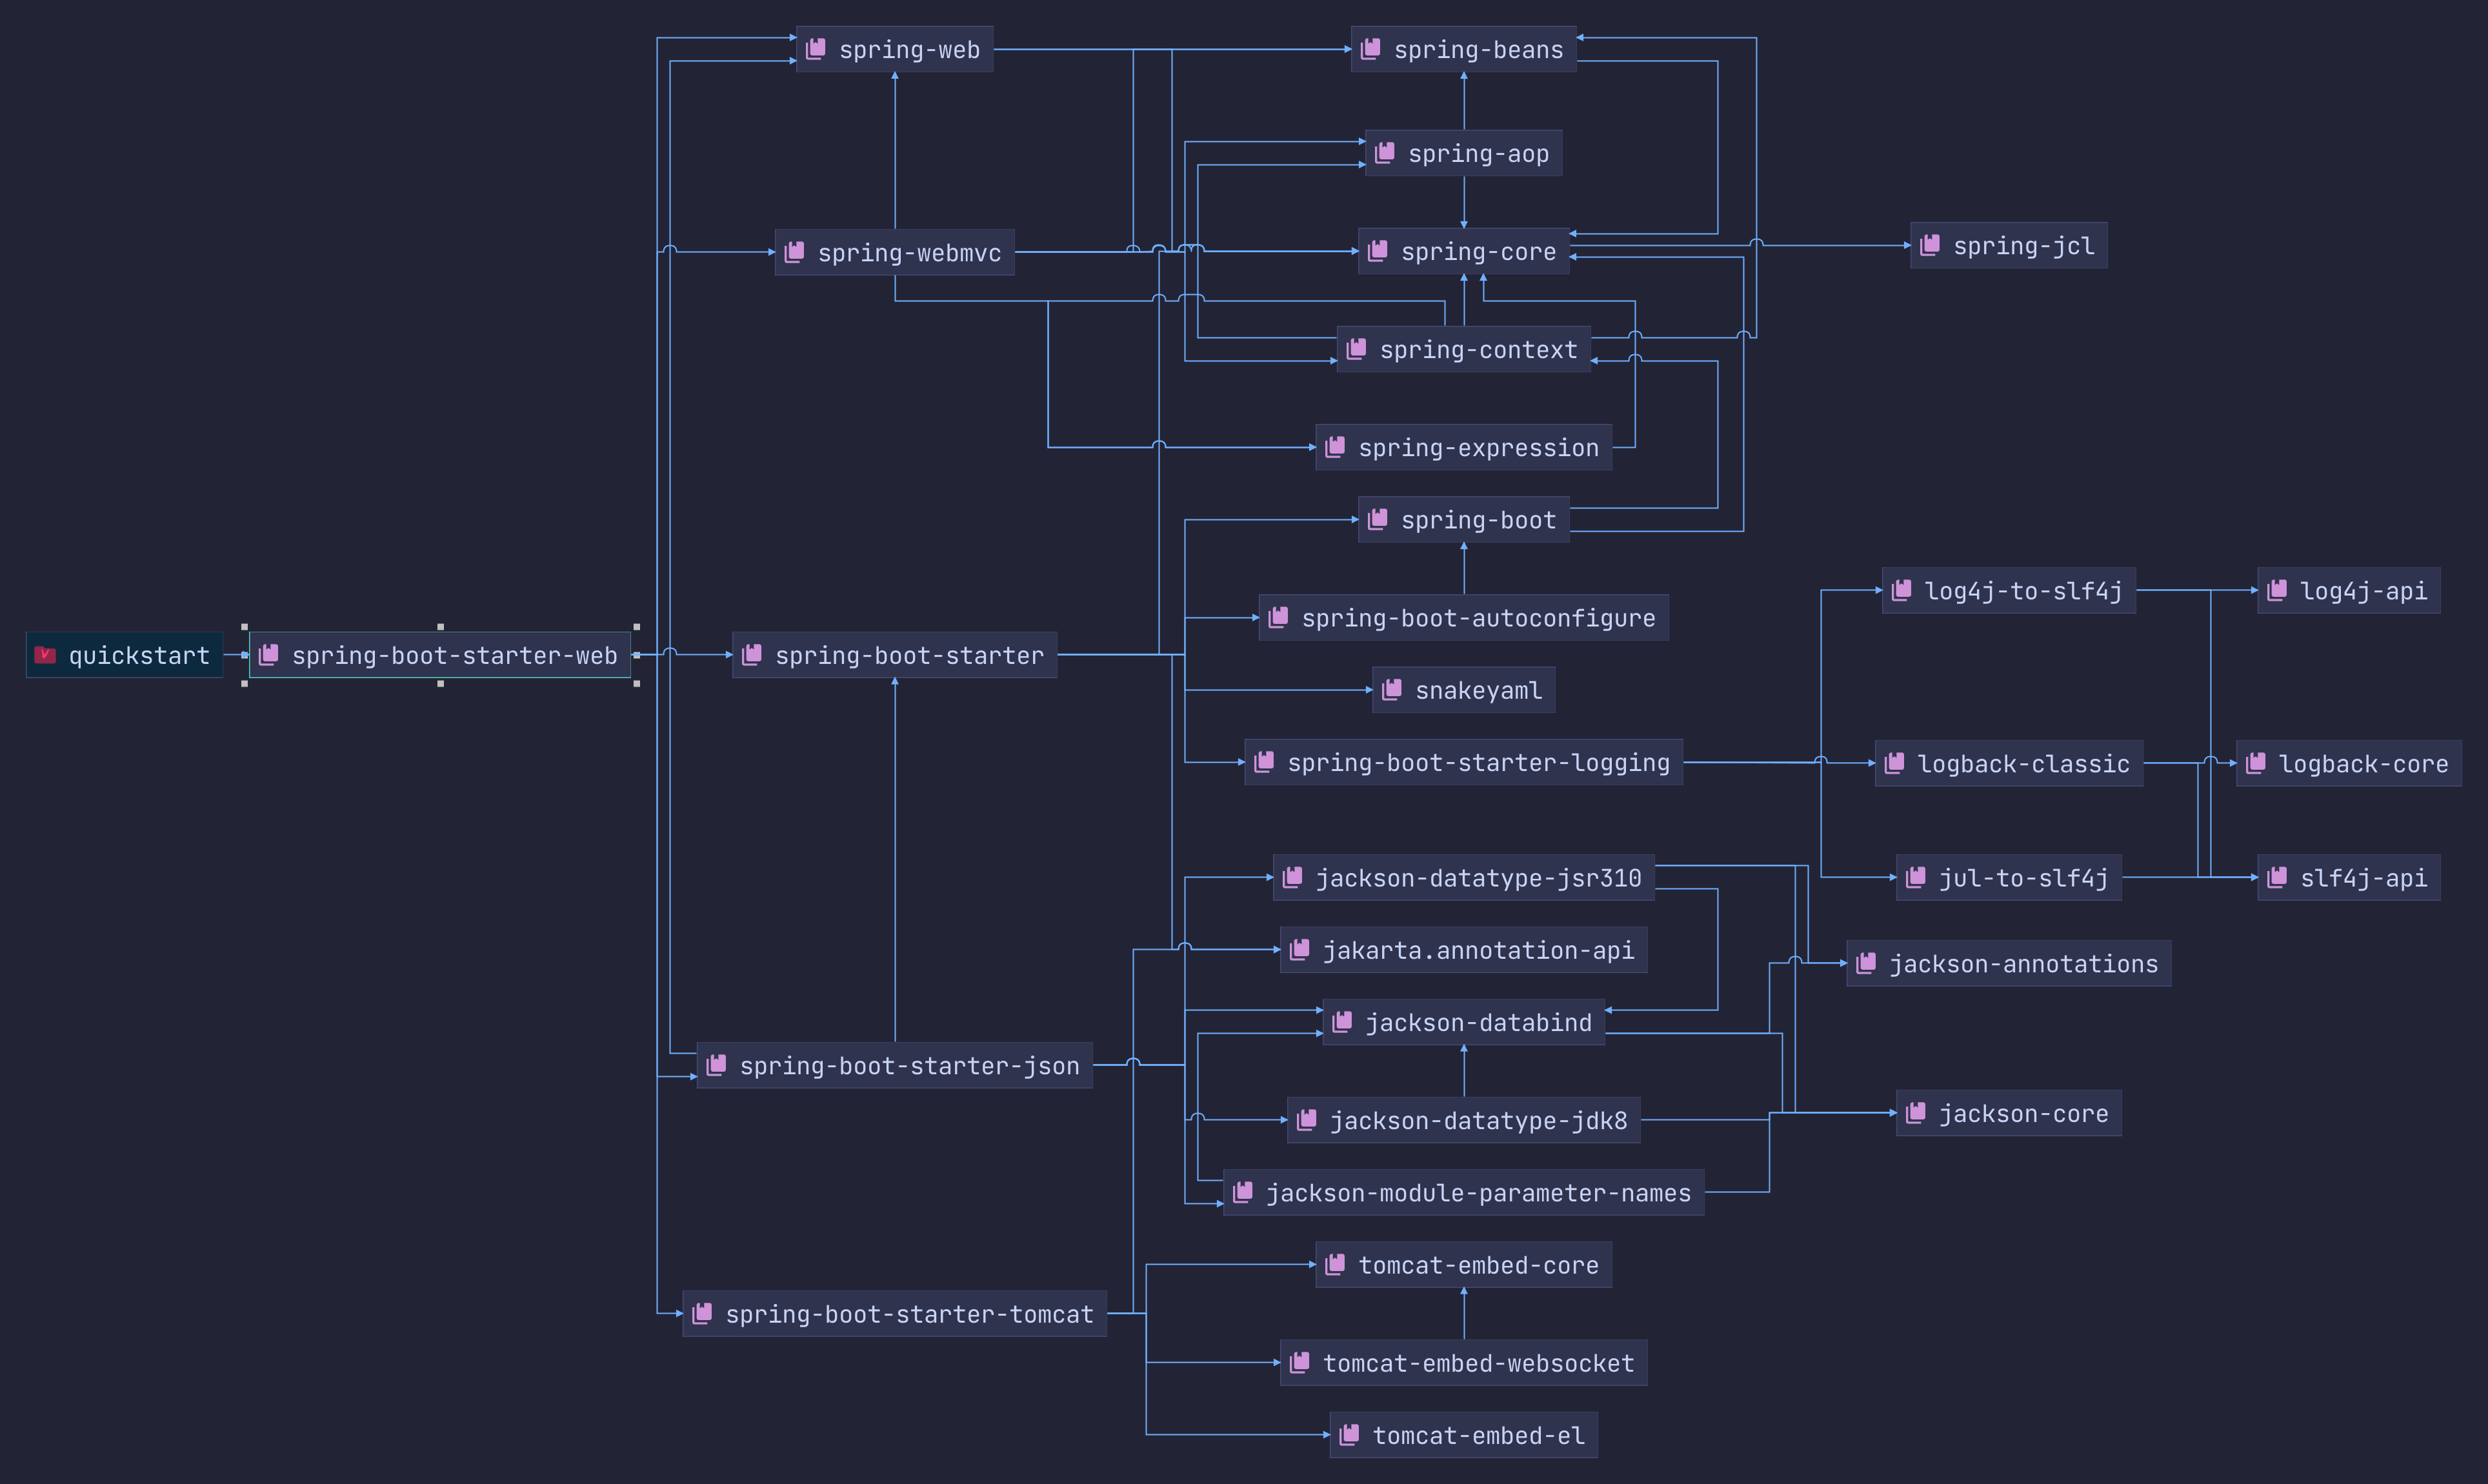 quickstart
spring-boot-starter-web
spring-web
spring-webmvc
spring-boot-starter
spring-boot-starter-json
spring-boot-starter-tomcat
spring-beans
spring-aop
spring-core
spring-context
spring-expression
spring-boot
spring-boot-autoconfigure
snakeyaml
spring-boot-starter-logging
jackson-datatype-jsr310
jakarta.annotation-api
jackson-databind
jackson-datatype-jdk8
jackson-module-parameter-names
tomcat-embed-core
tomcat-embed-websocket
tomcat-embed-el
spring-jcl
log4j-to-slf4j
logback-classic
jul-to-slf4j
jackson-annotations
jackson-core
log4j-api
logback-core
slf4j-api